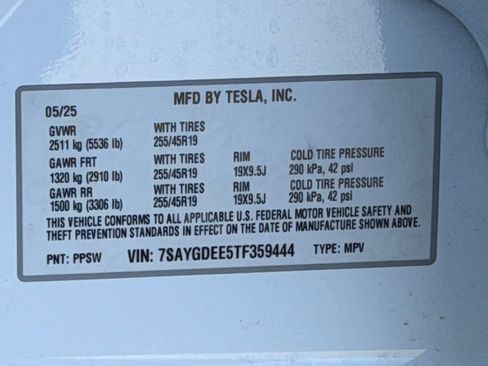 MFD BY TESLA, INC.
05/25
GVWR WITH TIRES
2511 kg (5536 lb) 255/45R19
GAWR FRT WITH TIRES RIM COLD TIRE PRESSURE
1320 kg (2910 lb) 255/45R19 19X9.5J 290 kPa, 42 psi
GAWR RR WITH TIRES RIM COLD TIRE PRESSURE
1500 kg (3306 lb) 255/45R19 19X9.5J 290 kPa, 42 psi
THIS VEHICLE CONFORMS TO ALL APPLICABLE U.S. FEDERAL MOTOR VEHICLE SAFETY AND
THEFT PREVENTION STANDARDS IN EFFECT ON THE DATE OF MANUFACTURE SHOWN ABOVE.
PNT: PPSW VIN: 7SAYGDEE5TF359444 TYPE: MPV